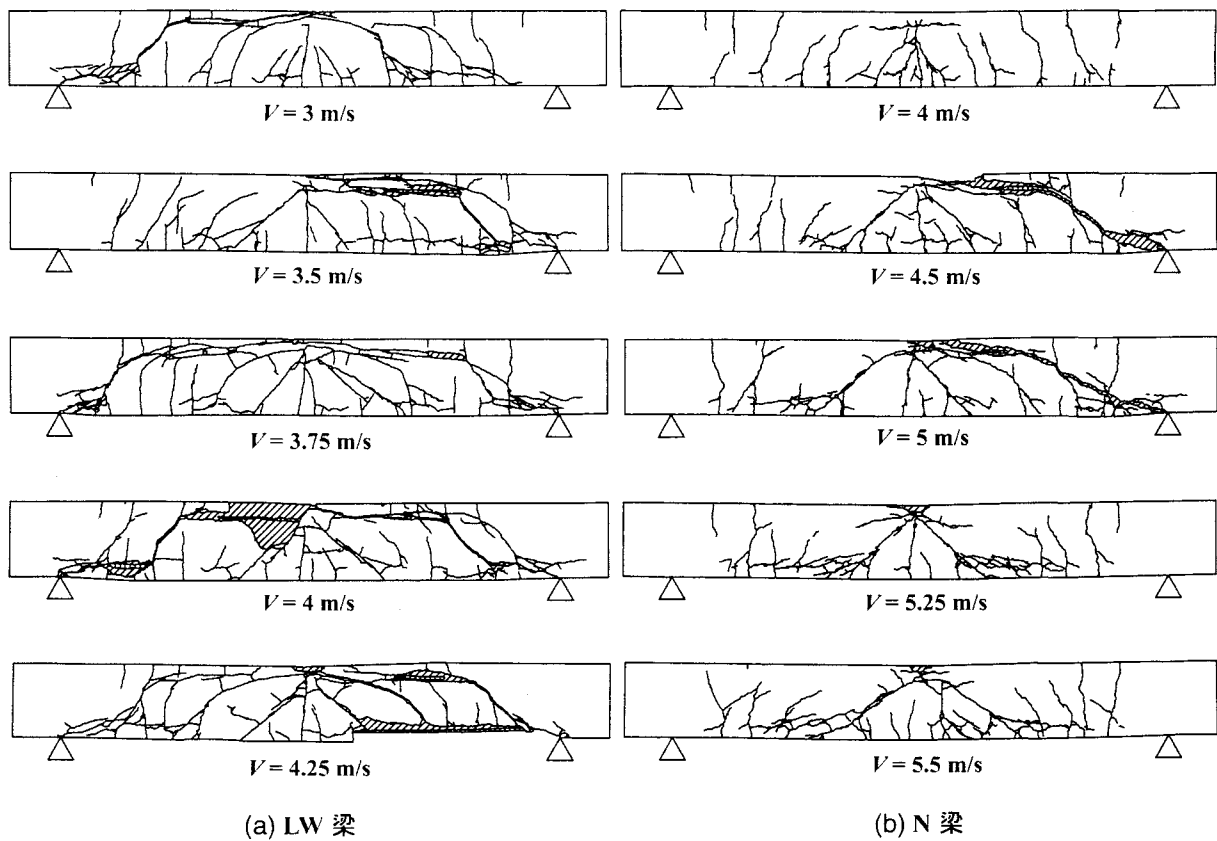 V = 3 m/s
V = 3.5 m/s
V = 3.75 m/s
V = 4 m/s
V = 4.25 m/s
(a) LW 梁
V = 4 m/s
V = 4.5 m/s
V = 5 m/s
V = 5.25 m/s
V = 5.5 m/s
(b) N 梁